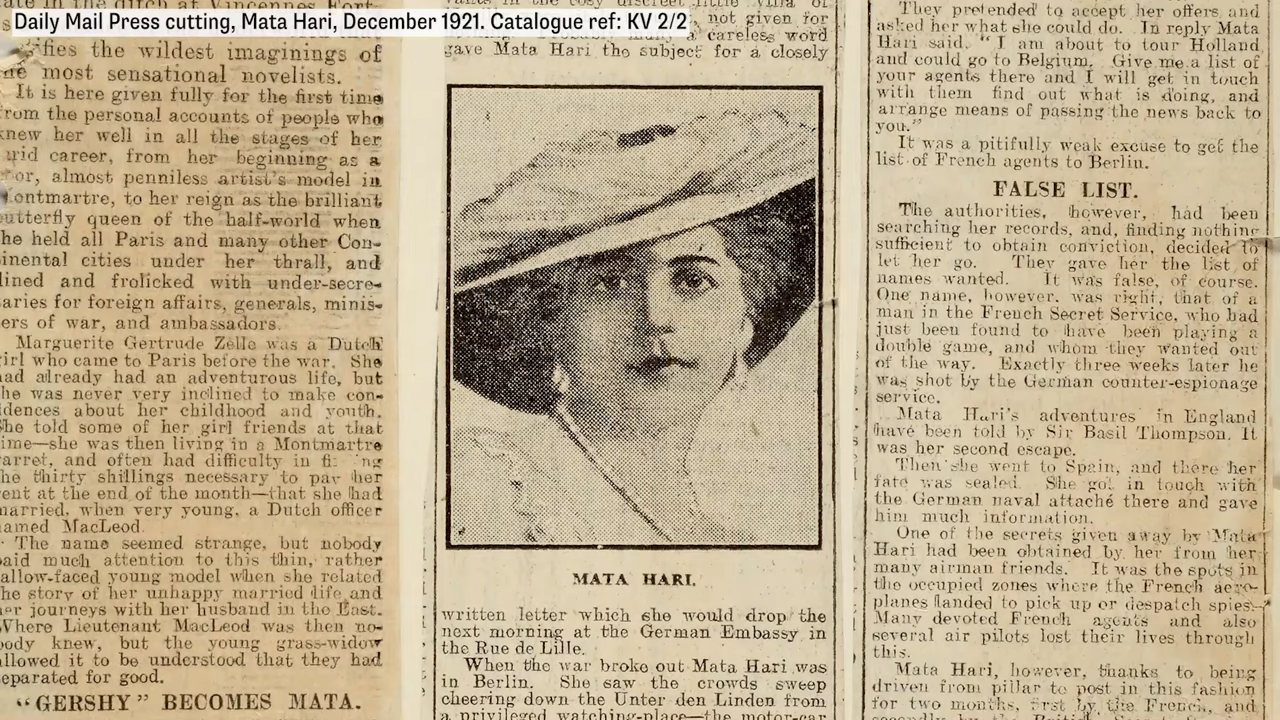 Daily Mail Press cutting, Mata Hari, December 1921. Catalogue ref: KV 2/2
the wildest imaginings of
most sensational novelists.
It is here given fully for the first time
from the personal accounts of people who
knew her well in all the stages of her
career, from her beginning as a
almost penniless artist's model in
ontmartre, to her reign as the brilliant
utterfly queen of the half-world when
he held all Paris and many other Con-
inental cities under her thrall, and
lined and frolicked with under-secre-
aries for foreign affairs, generals, minis-
ers of war, and ambassadors.
Marguerite Gertrude Zelle was a Dutch
girl who came to Paris before the war. She
had already had an adventurous life, but
he was never very inclined to make con-
idences about her childhood and youth.
She told some of her girl friends at that
ime—she was then living in a Montmartre
arret, and often had difficulty in
he thirty shillings necessary to pay her
ent at the end of the month—that she had
married, when very young, a Dutch officer
named MacLeod.
The name seemed strange, but nobody
aid much attention to this thin, rather
allow-faced young model when she related
he story of her unhappy married life and
her journeys with her husband in the East.
Where Lieutenant MacLeod was then no-
body knew, but the young grass-widow
allowed it to be understood that they had
eparated for good.
"GERSHY" BECOMES MATA.
not given for
a careless word
gave Mata Hari the subject for a closely
MATA HARI.
written letter which she would drop the
next morning at the German Embassy in
the Rue de Lille.
When the war broke out Mata Hari was
in Berlin. She saw the crowds sweep
cheering down the Unter den Linden from
a privileged watching-place—the motor-car
They pretended to accept her offers, and
asked her what she could do. In reply Mata
Hari said, "I am about to tour Holland
and could go to Belgium. Give me a list of
your agents there and I will get in touch
with them find out what is doing, and
arrange means of passing the news back to
you."
It was a pitifully weak excuse to get the
list of French agents to Berlin.
FALSE LIST.
The authorities, however, had been
searching her records, and, finding nothing
sufficient to obtain conviction, decided to
let her go. They gave her the list of
names wanted. It was false, of course.
One name, however, was right, that of a
man in the French Secret Service, who had
just been found to have been playing a
double game, and whom they wanted out
of the way. Exactly three weeks later he
was shot by the German counter-espionage
service.
Mata Hari's adventures in England
have been told by Sir Basil Thompson. It
was her second escape.
Then she went to Spain, and there her
fate was sealed. She got in touch with
the German naval attaché there and gave
him much information.
One of the secrets given away by Mata
Hari had been obtained by her from her
many airman friends. It was the spots in
the occupied zones where the French aero-
planes landed to pick up or despatch spies.
Many devoted French agents and also
several air pilots lost their lives through
this.
Mata Hari, however, thanks to being
driven from pillar to post in this fashion
for two months, first by the French, and